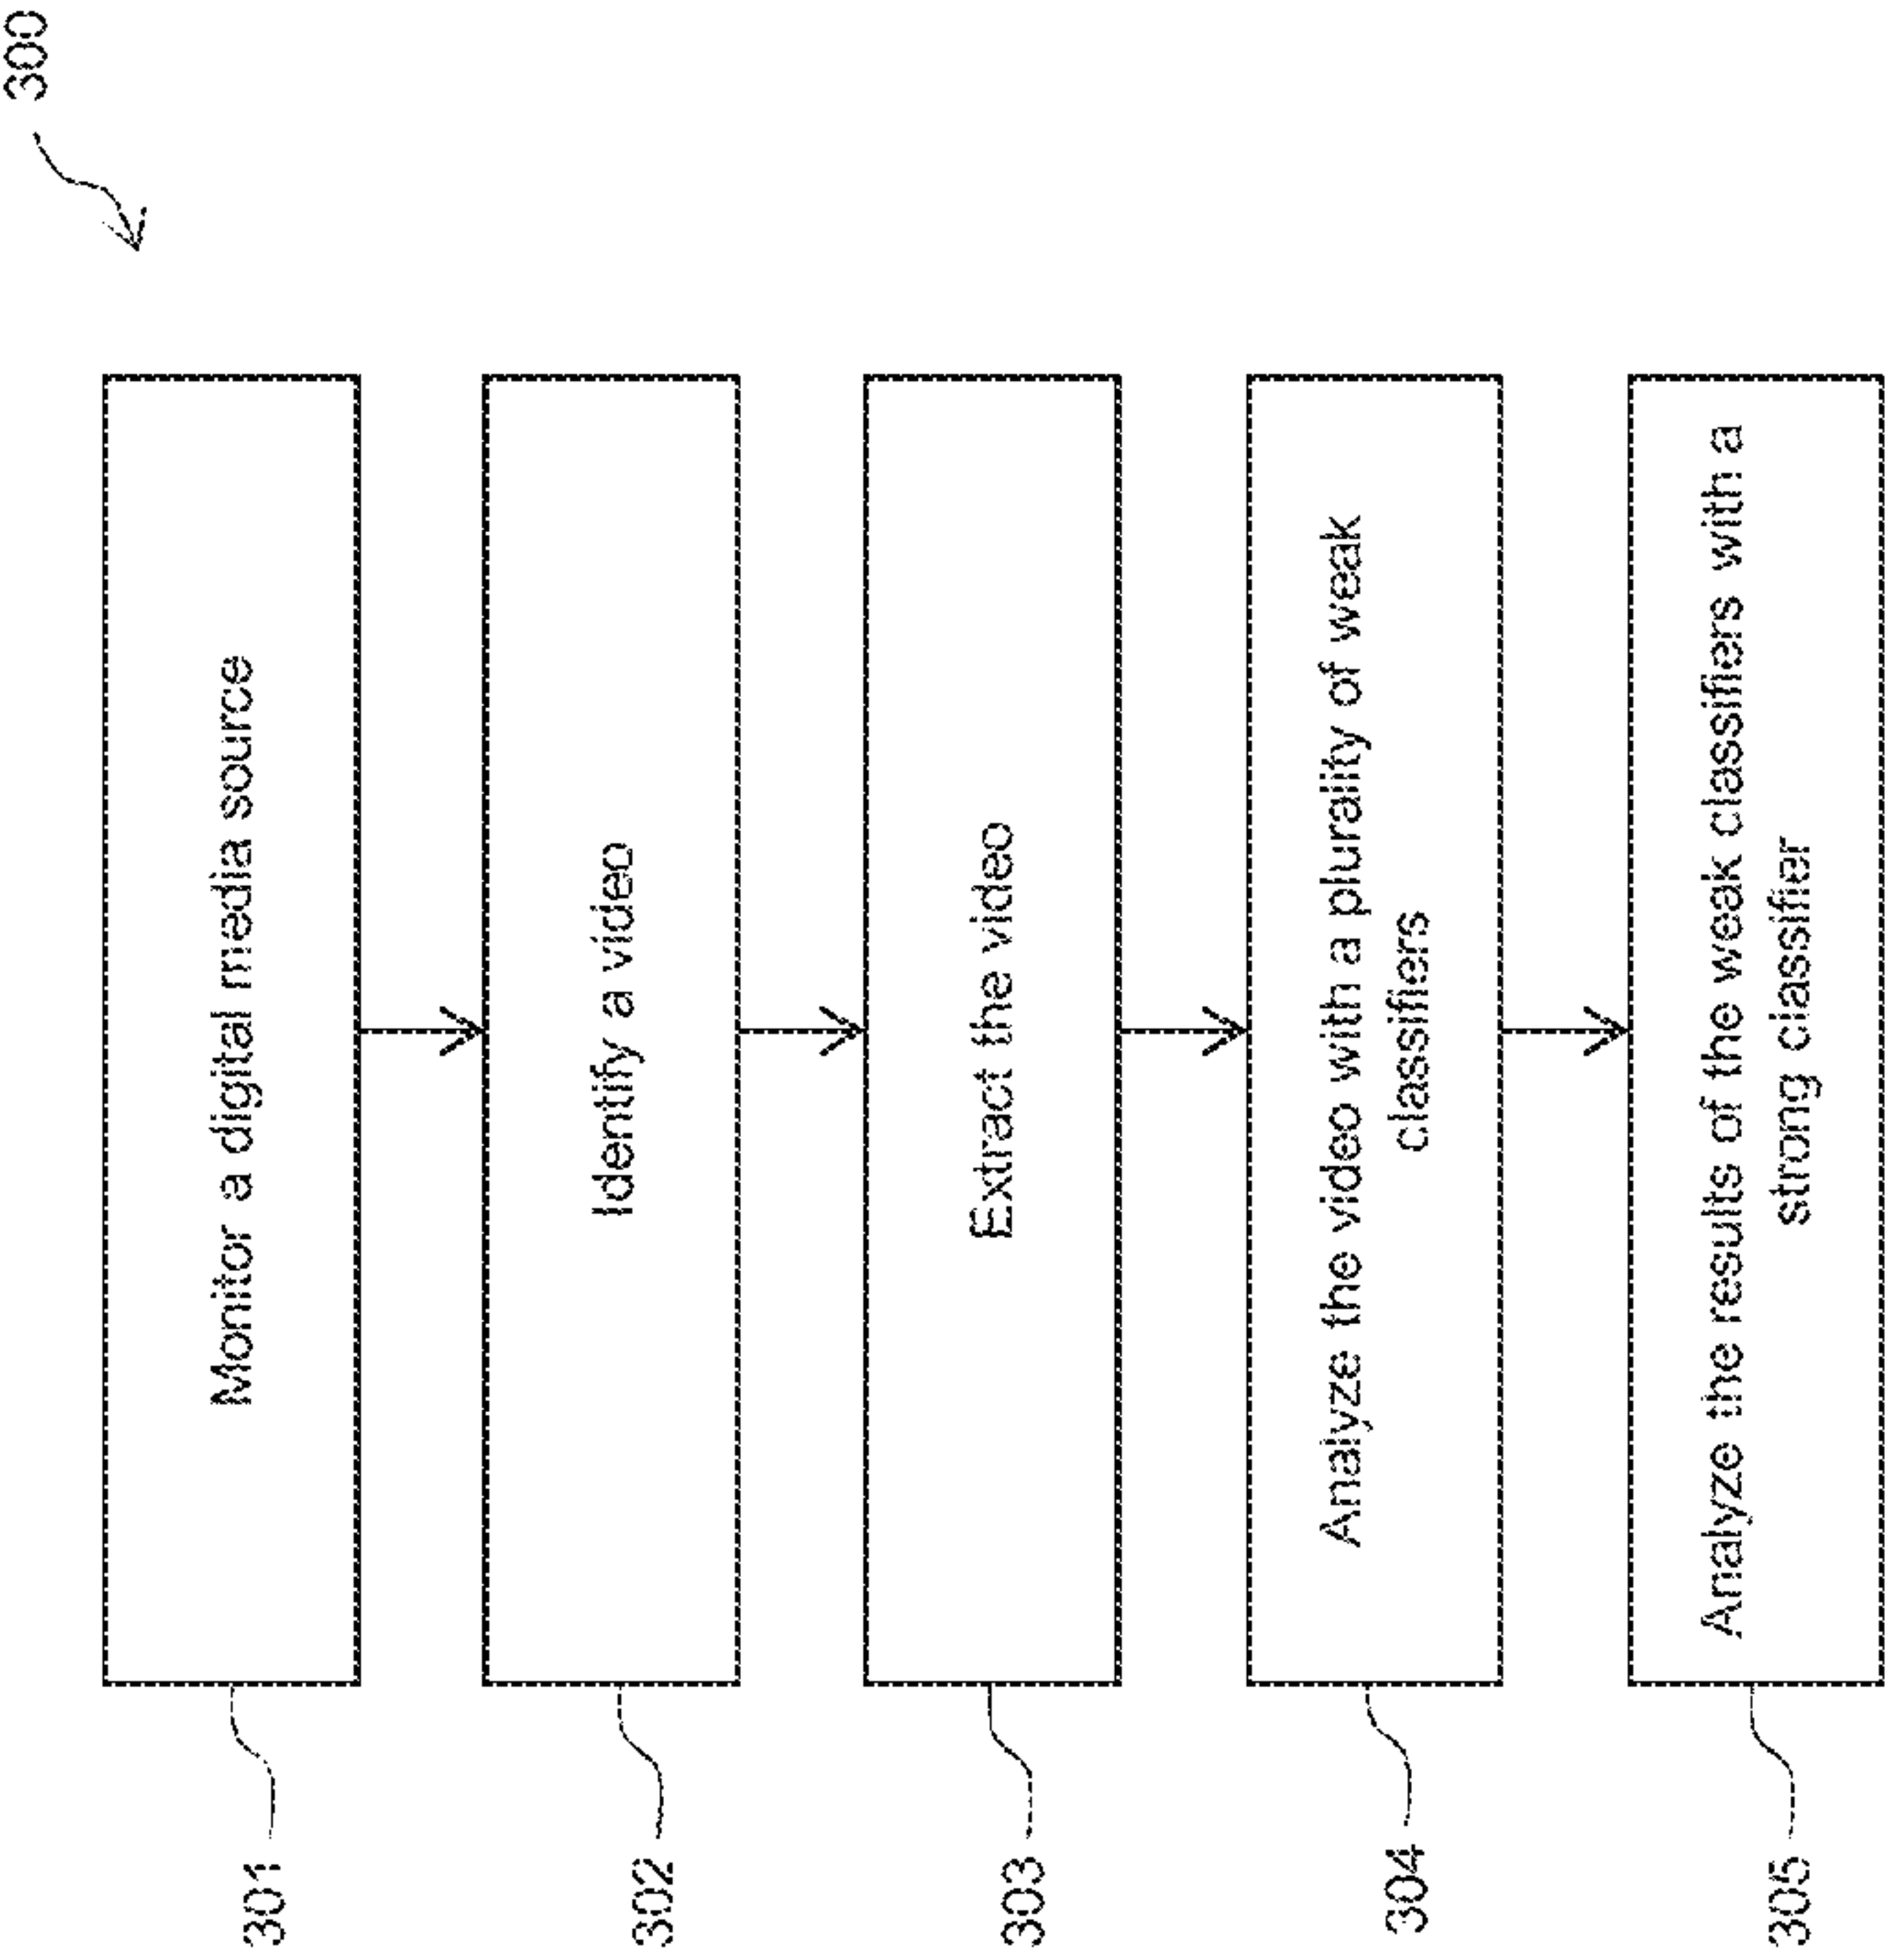 300
301
Monitor a digital media source
302
Identify a video
303
Extract the video
304
Analyze the video with a plurality of weak
classifiers
305
Analyze the results of the weak classifiers with a
strong classifier